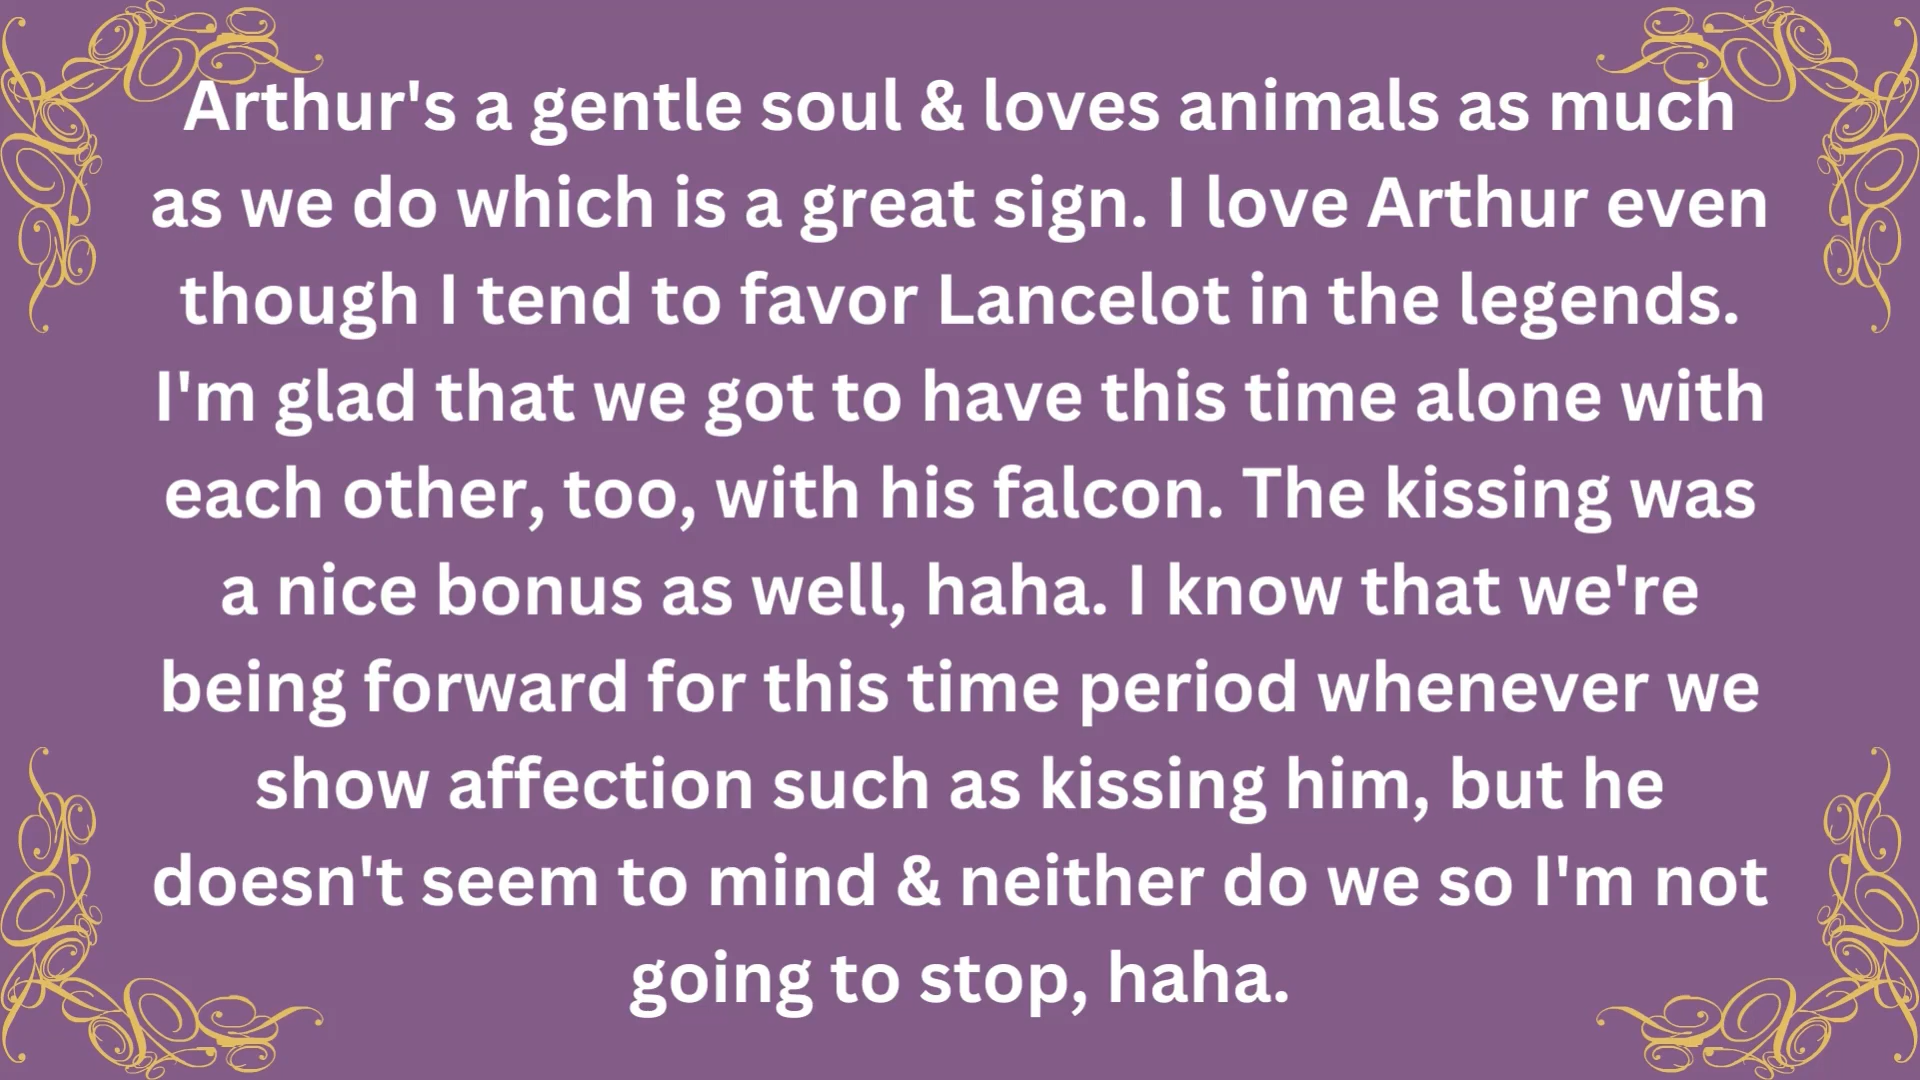 Arthur's a gentle soul & loves animals as much
as we do which is a great sign. I love Arthur even
though I tend to favor Lancelot in the legends.
I'm glad that we got to have this time alone with
each other, too, with his falcon. The kissing was
a nice bonus as well, haha. I know that we're
being forward for this time period whenever we
show affection such as kissing him, but he
doesn't seem to mind & neither do we so I'm not
going to stop, haha.